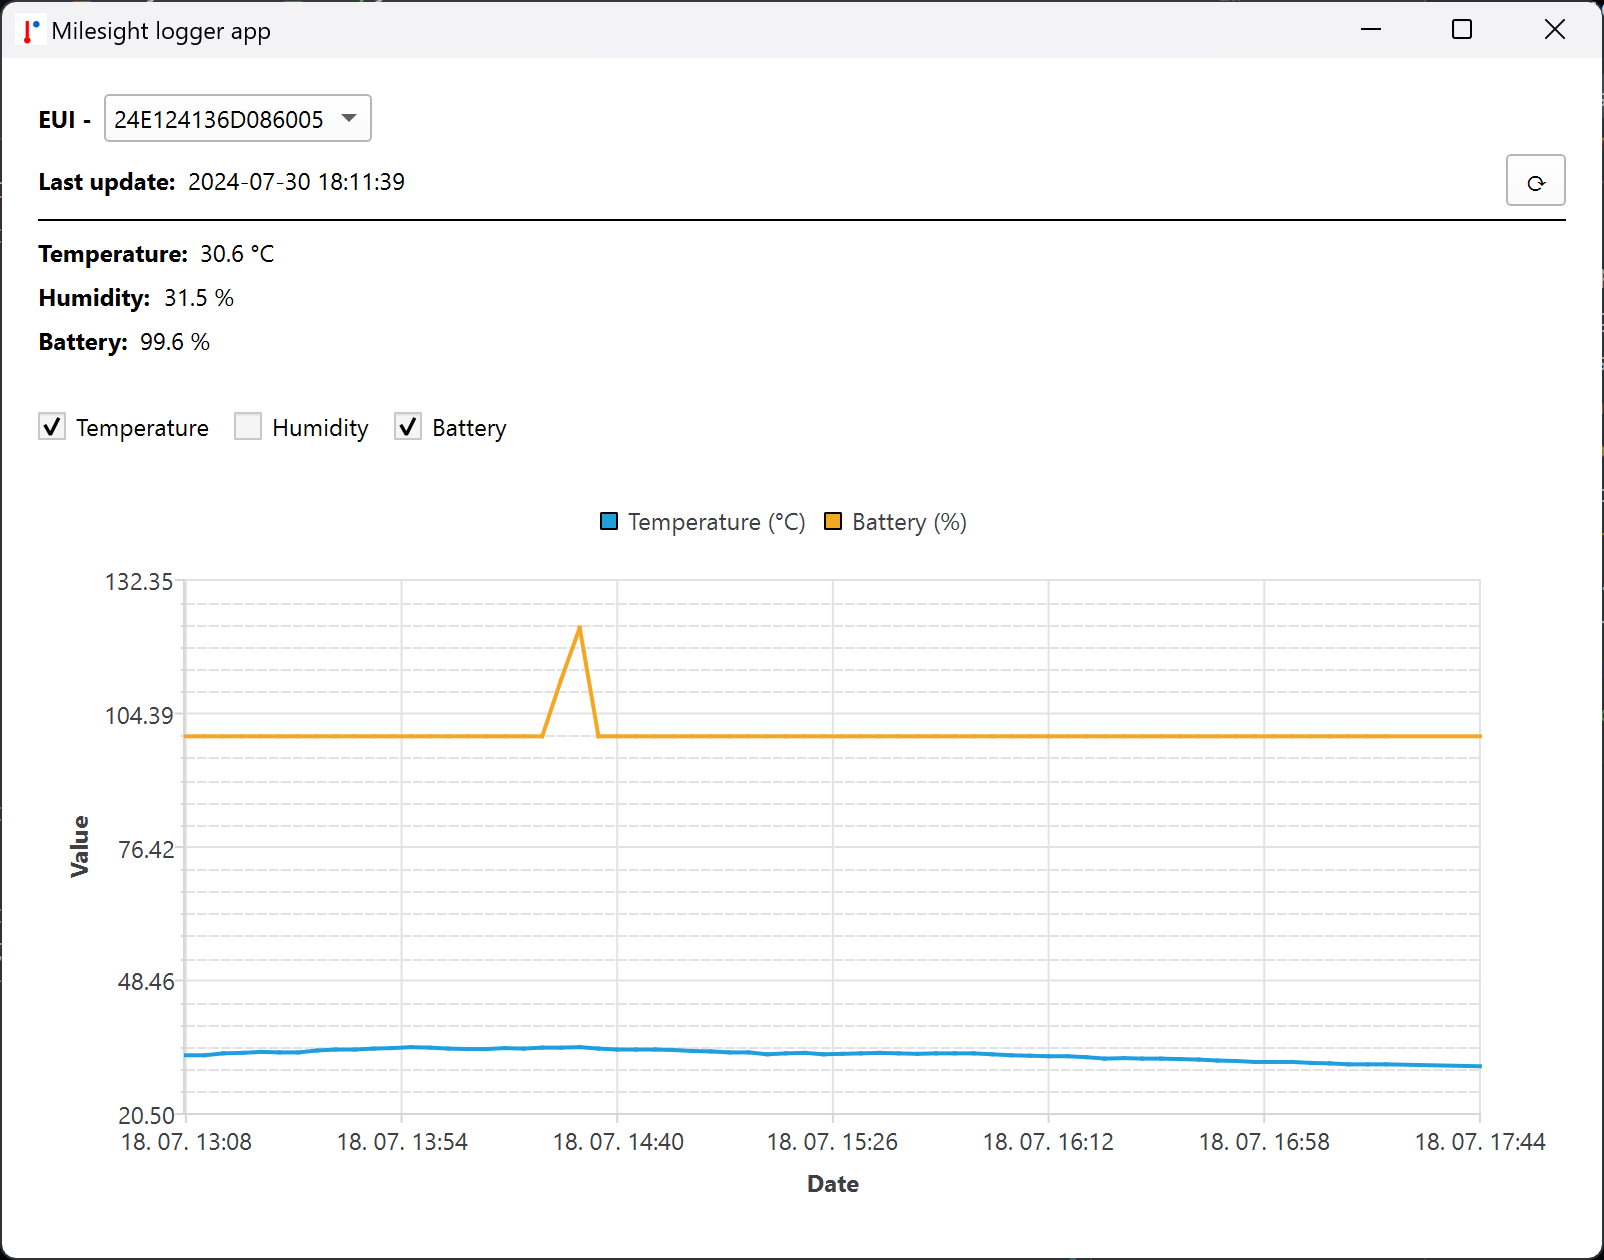 Milesight logger app
EUI - 24E124136D086005
Last update: 2024-07-30 18:11:39
Temperature: 30.6 °C
Humidity: 31.5 %
Battery: 99.6 %
Temperature Humidity Battery
Temperature (°C) Battery (%)
132.35
104.39
76.42
48.46
20.50
Value
18. 07. 13:08 18. 07. 13:54 18. 07. 14:40 18. 07. 15:26 18. 07. 16:12 18. 07. 16:58 18. 07. 17:44
Date